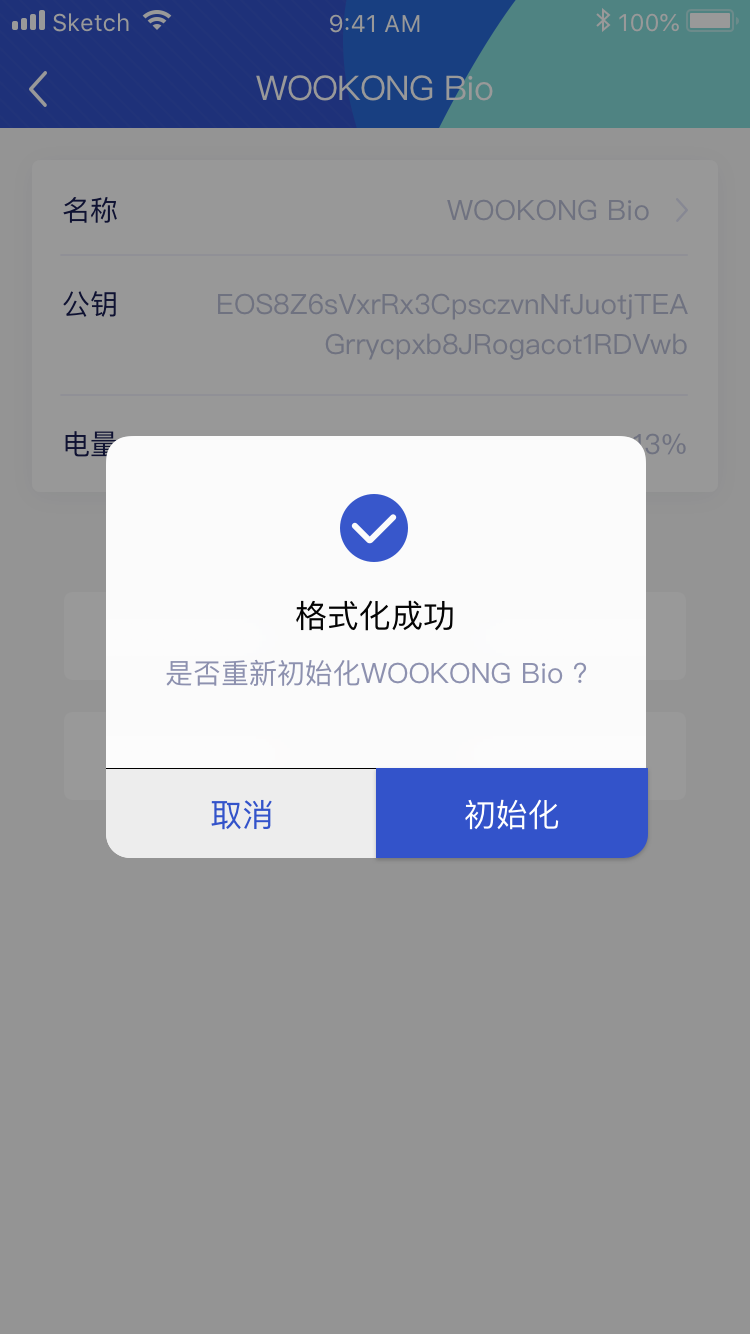 Sketch 9:41 AM 100%
WOOKONG Bio
名称 WOOKONG Bio
公钥 EOS8Z6sVxrRx3CpsczvnNfJuotjTEA
Grrycpxb8JRogacot1RDVwb
电量 13%
格式化成功
是否重新初始化WOOKONG Bio ?
取消 初始化